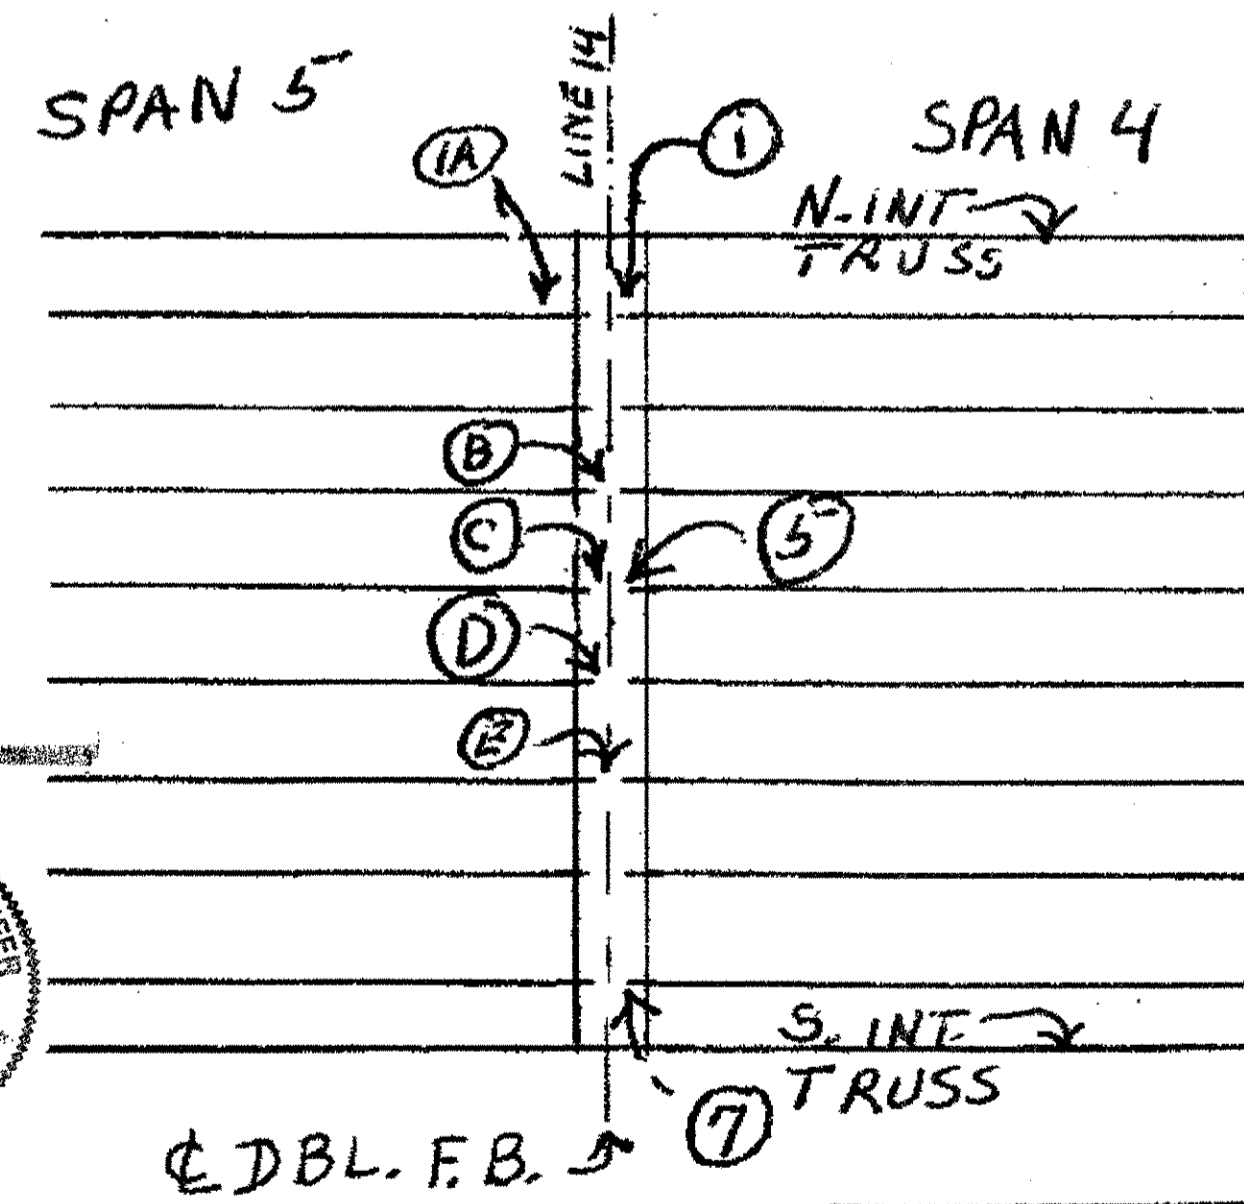 SPAN 5
LINE 14
SPAN 4
1A
1
N-INT
TRUSS
B
C
5
D
E
S. INT
TRUSS
7
℄ DBL. F.B.